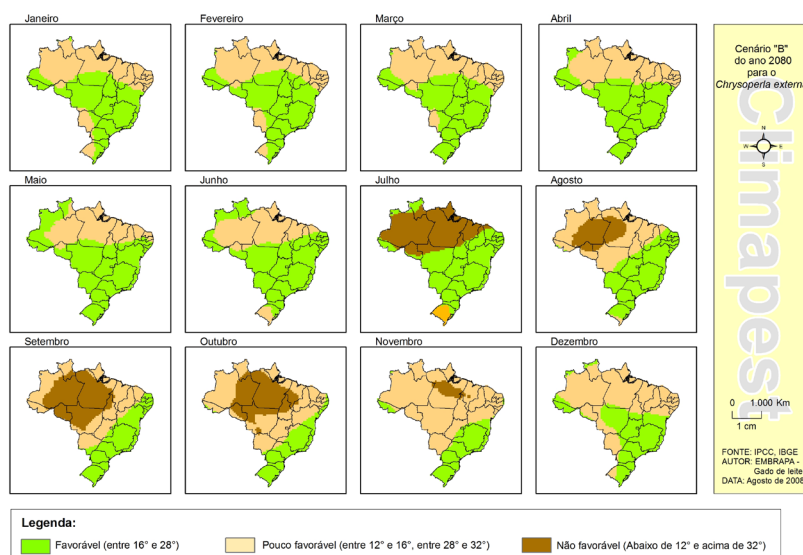 Janeiro
Fevereiro
Março
Abril
Maio
Junho
Julho
Agosto
Setembro
Outubro
Novembro
Dezembro
Cenário "B"
do ano 2080
para o
Chrysoperla externa
N
W
E
S
Climapest
0 1.000 Km
1 cm
FONTE: IPCC, IBGE
AUTOR: EMBRAPA -
Gado de leite
DATA: Agosto de 2008
Legenda:
Favorável (entre 16° e 28°)
Pouco favorável (entre 12° e 16°, entre 28° e 32°)
Não favorável (Abaixo de 12° e acima de 32°)